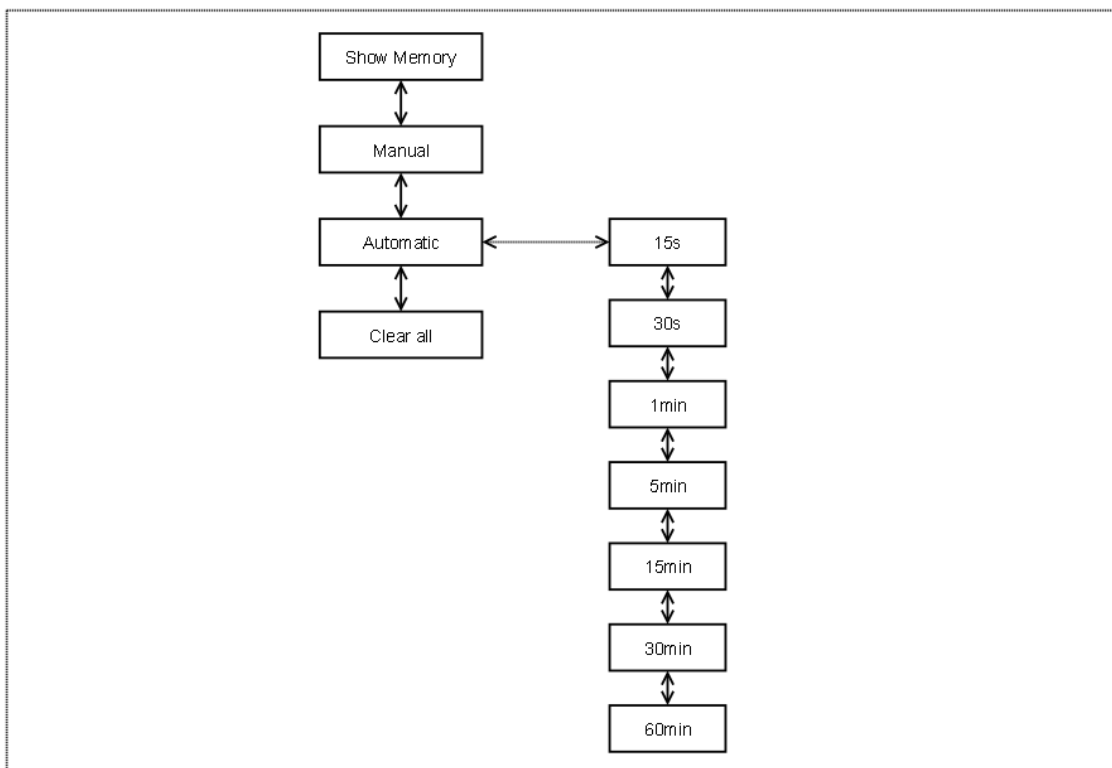 Show Memory
Manual
Automatic
15s
Clear all
30s
1min
5min
15min
30min
60min